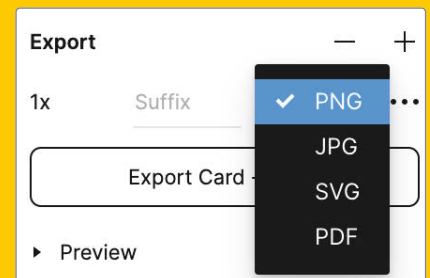 Export
1x Suffix PNG
JPG
Export Card
SVG
PDF
Preview